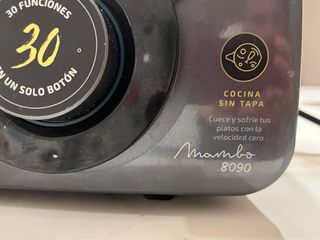 30 FUNCIONES
30
EN UN SOLO BOTÓN
COCINA
SIN TAPA
Cuece y sofríe tus
platos con la
velocidad cero
mambo
8090